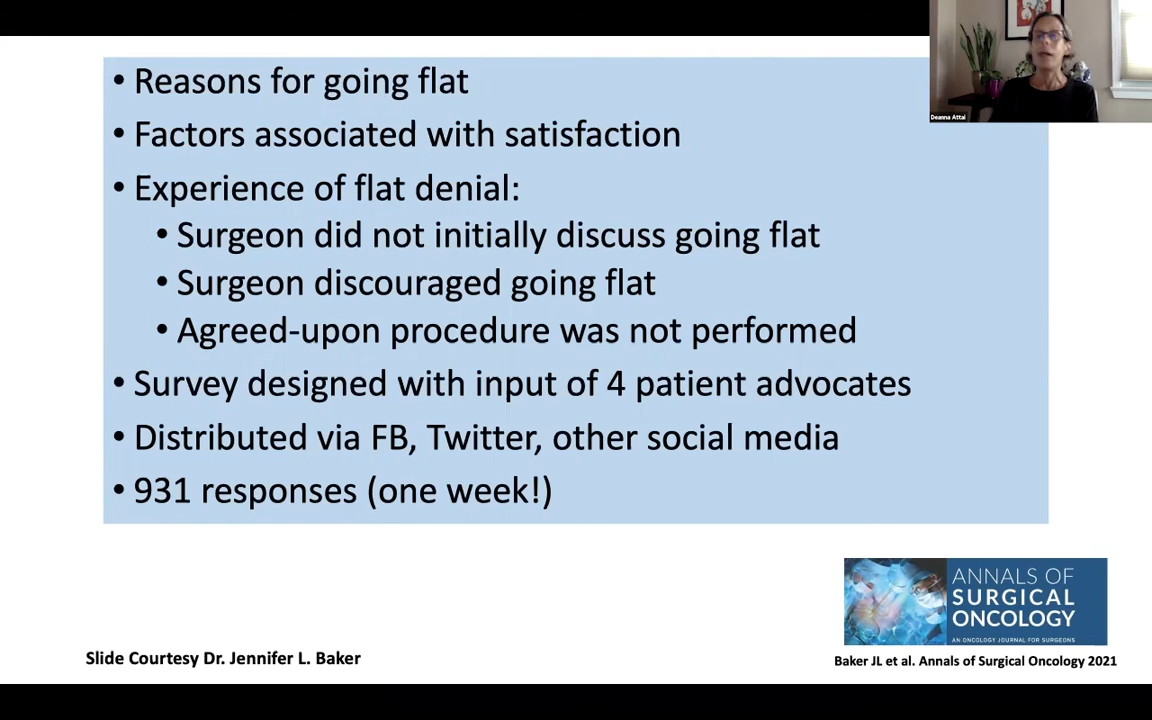 • Reasons for going flat
• Factors associated with satisfaction
• Experience of flat denial:
• Surgeon did not initially discuss going flat
• Surgeon discouraged going flat
• Agreed-upon procedure was not performed
• Survey designed with input of 4 patient advocates
• Distributed via FB, Twitter, other social media
• 931 responses (one week!)
Deanna Attai
ANNALS OF
SURGICAL
ONCOLOGY
AN ONCOLOGY JOURNAL FOR SURGEONS
Slide Courtesy Dr. Jennifer L. Baker
Baker JL et al. Annals of Surgical Oncology 2021